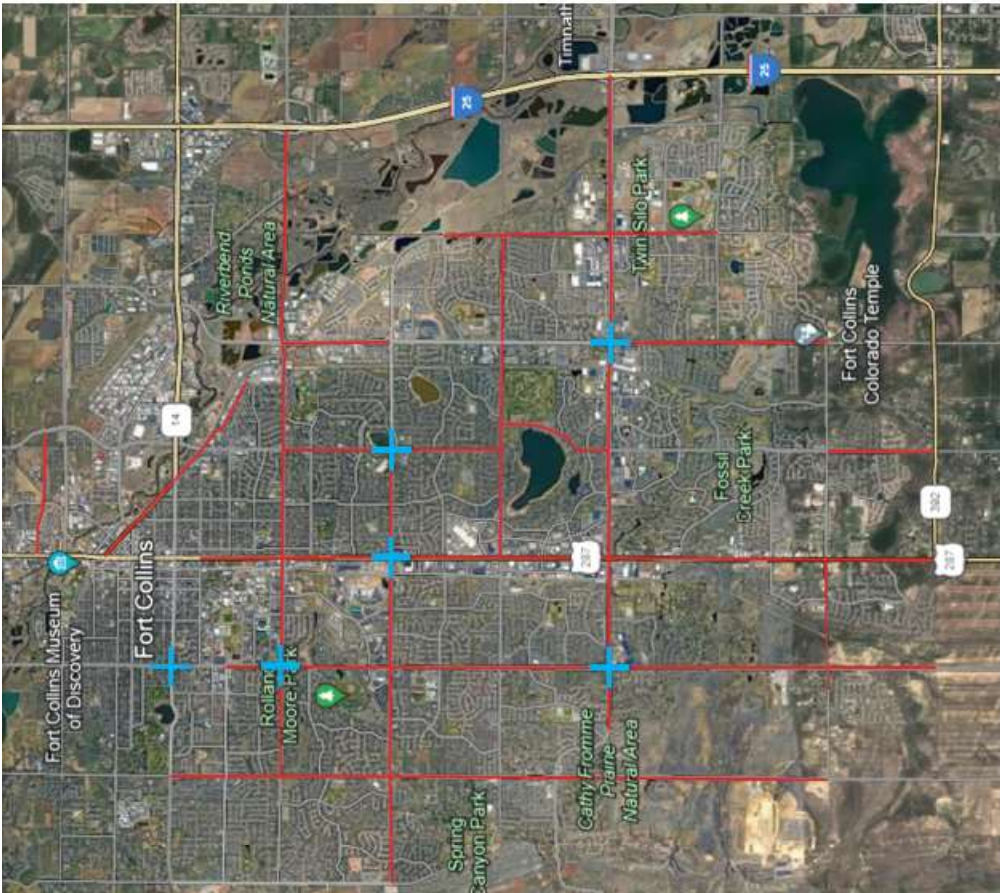 Timnath
25
25
Riverbend
Ponds
Natural Area
Twin Silo Park
14
Fort Collins
Colorado Temple
Fossil
Creek Park
392
287
287
Fort Collins
Fort Collins Museum
of Discovery
Rolland
Moore Park
Cathy Fromme
Prairie
Natural Area
Spring
Canyon Park